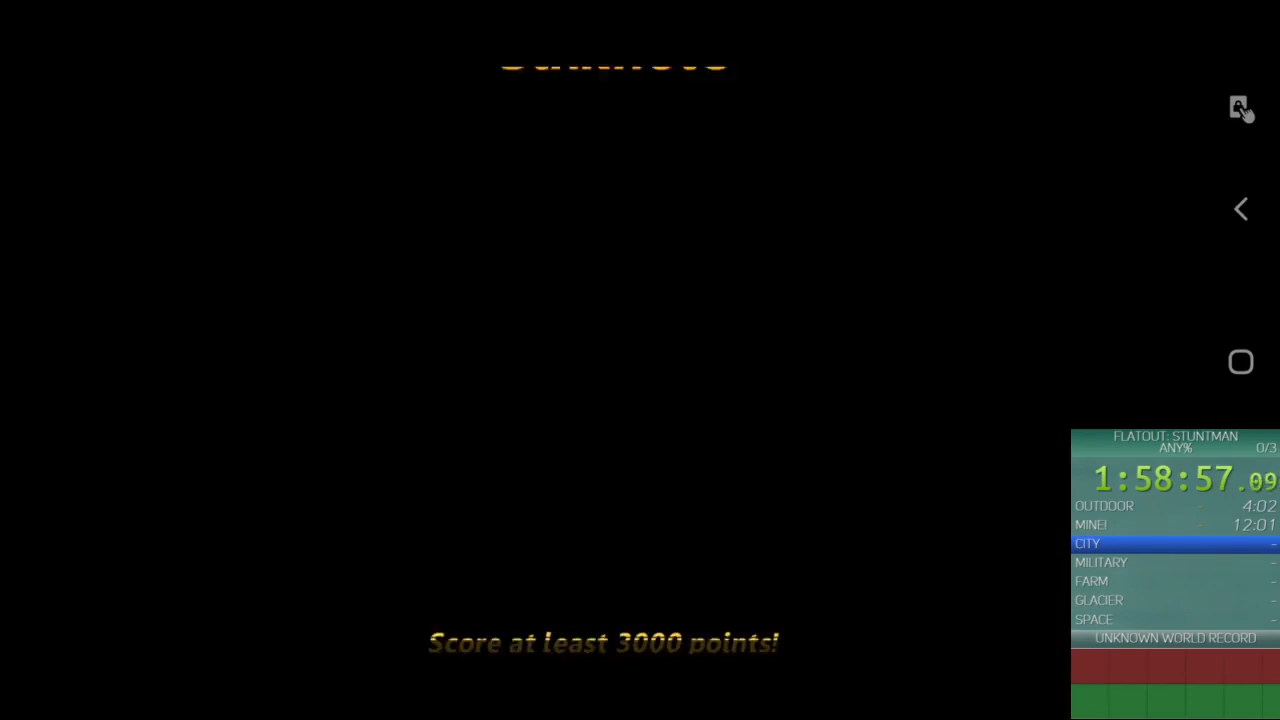 Score at least 3000 points!
FLATOUT: STUNTMAN
ANY% 0/3
1:58:57.09
OUTDOOR - 4:02
MINEI - 12:01
CITY -
MILITARY -
FARM -
GLACIER -
SPACE -
UNKNOWN WORLD RECORD